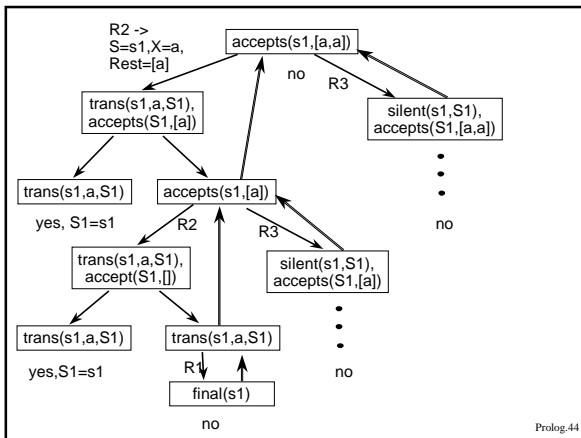 R2 ->
S=s1,X=a,
Rest=[a]
accepts(s1,[a,a])
no
R3
trans(s1,a,S1),
accepts(S1,[a])
silent(s1,S1),
accepts(S1,[a,a])
trans(s1,a,S1)
accepts(s1,[a])
yes, S1=s1
no
R2
R3
trans(s1,a,S1),
accept(S1,[])
silent(s1,S1),
accepts(S1,[a])
trans(s1,a,S1)
trans(s1,a,S1)
yes,S1=s1
R1
no
final(s1)
no
Prolog.44